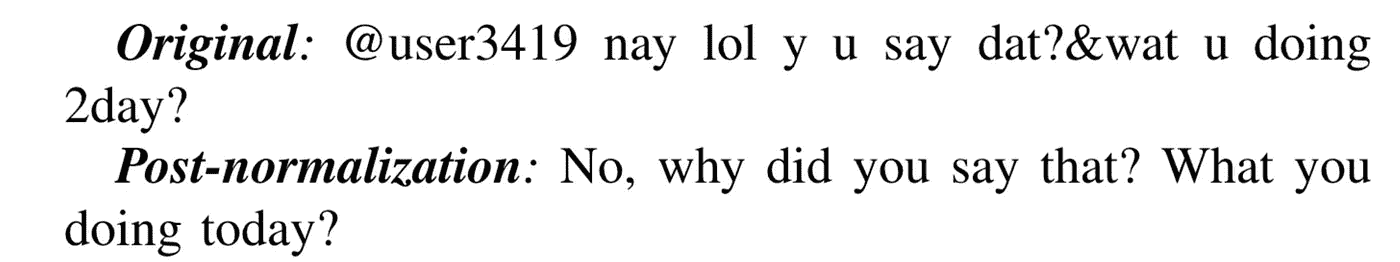 Original: @user3419 nay lol y u say dat?&wat u doing
2day?
Post-normalization: No, why did you say that? What you
doing today?